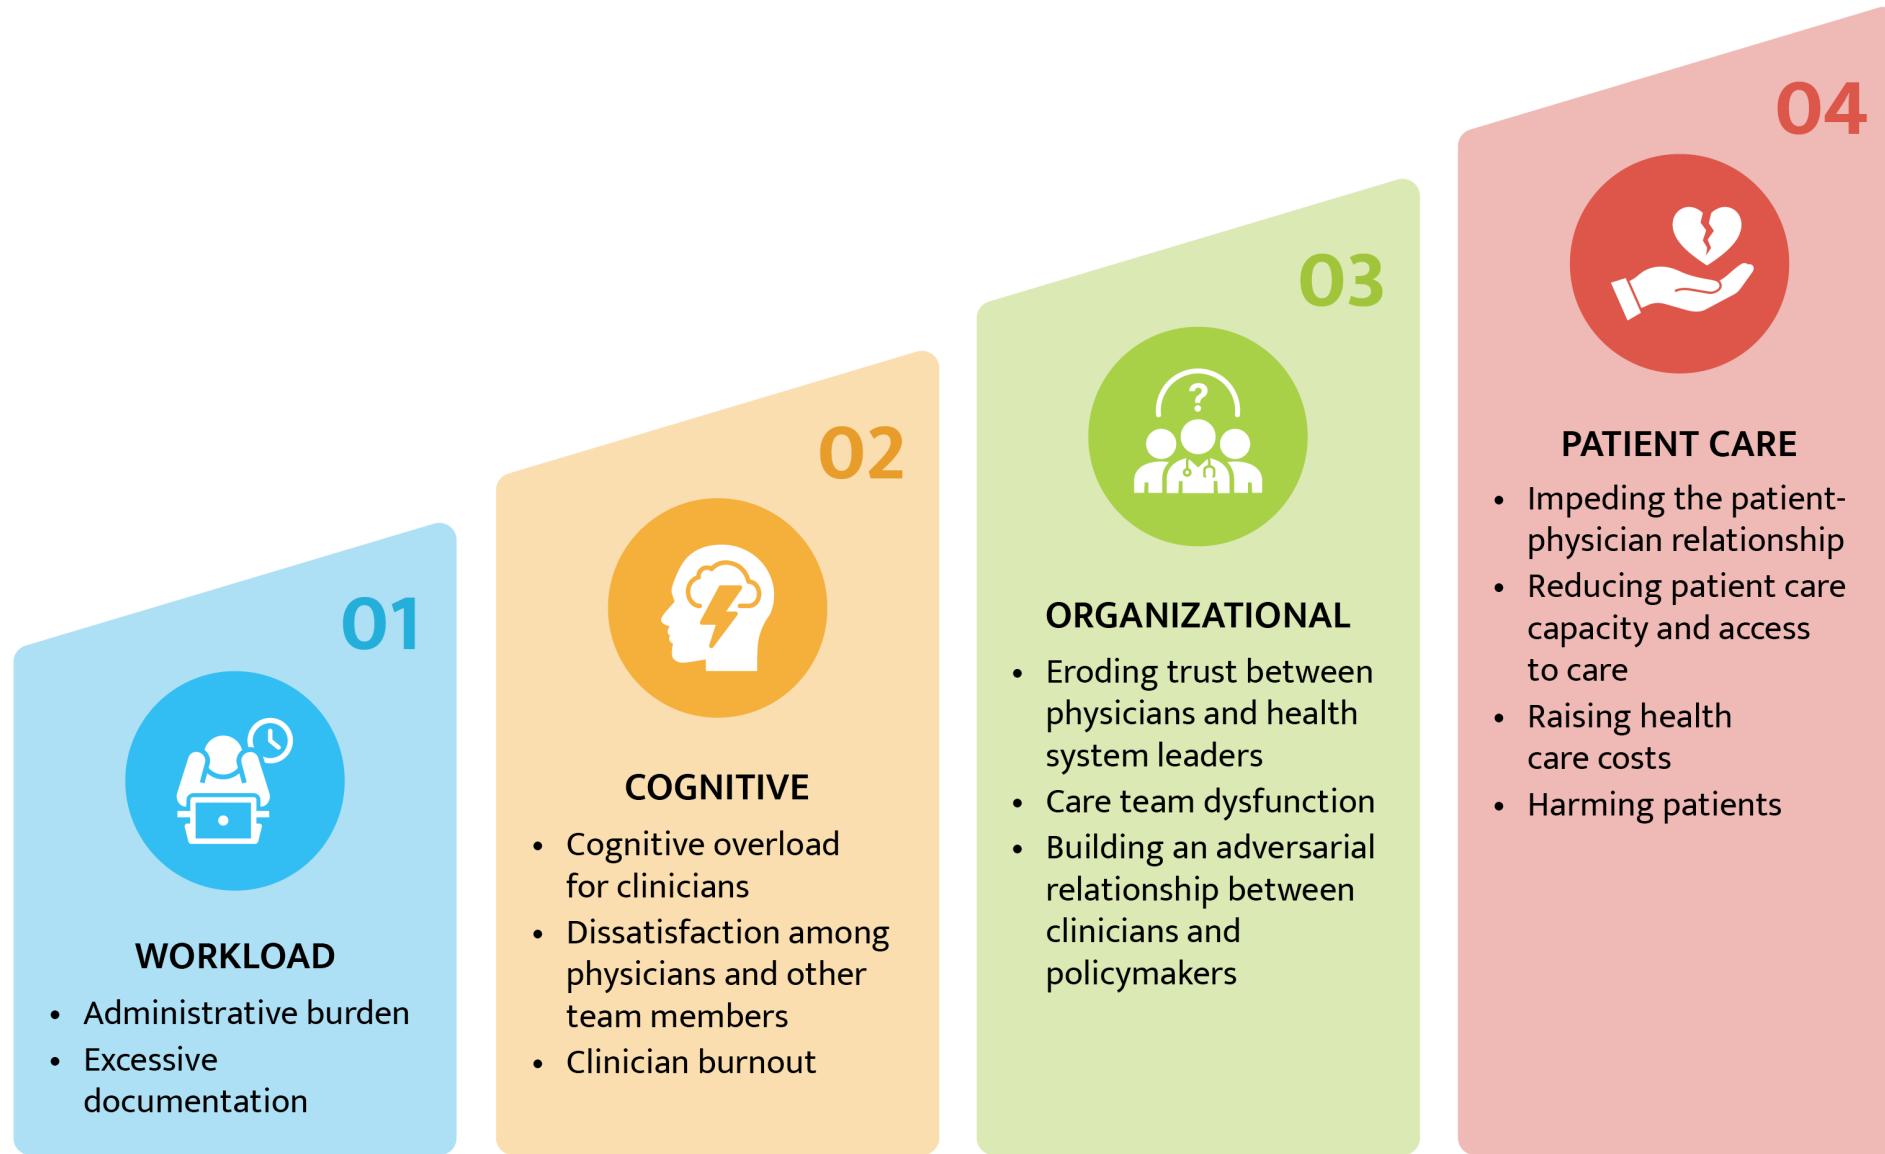 01
WORKLOAD
• Administrative burden
• Excessive
documentation
02
COGNITIVE
• Cognitive overload
for clinicians
• Dissatisfaction among
physicians and other
team members
• Clinician burnout
?
03
ORGANIZATIONAL
• Eroding trust between
physicians and health
system leaders
• Care team dysfunction
• Building an adversarial
relationship between
clinicians and
policymakers
04
PATIENT CARE
• Impeding the patient-
physician relationship
• Reducing patient care
capacity and access
to care
• Raising health
care costs
• Harming patients